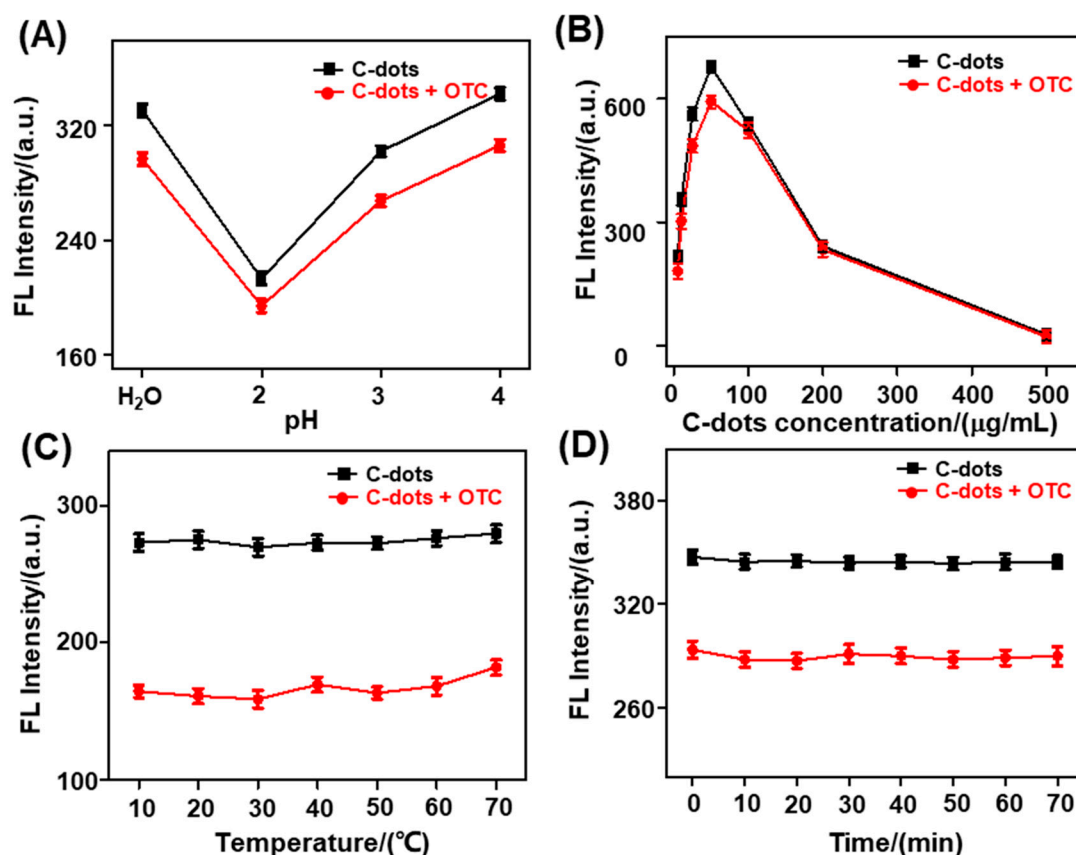 (A)
C-dots
C-dots + OTC
FL Intensity/(a.u.)
320
240
160
H₂O 2 3 4
pH
(B)
C-dots
C-dots + OTC
FL Intensity/(a.u.)
600
300
0
0 100 200 300 400 500
C-dots concentration/(μg/mL)
(C)
C-dots
C-dots + OTC
FL Intensity/(a.u.)
300
200
100
10 20 30 40 50 60 70
Temperature/(℃)
(D)
C-dots
C-dots + OTC
FL Intensity/(a.u.)
380
320
260
0 10 20 30 40 50 60 70
Time/(min)